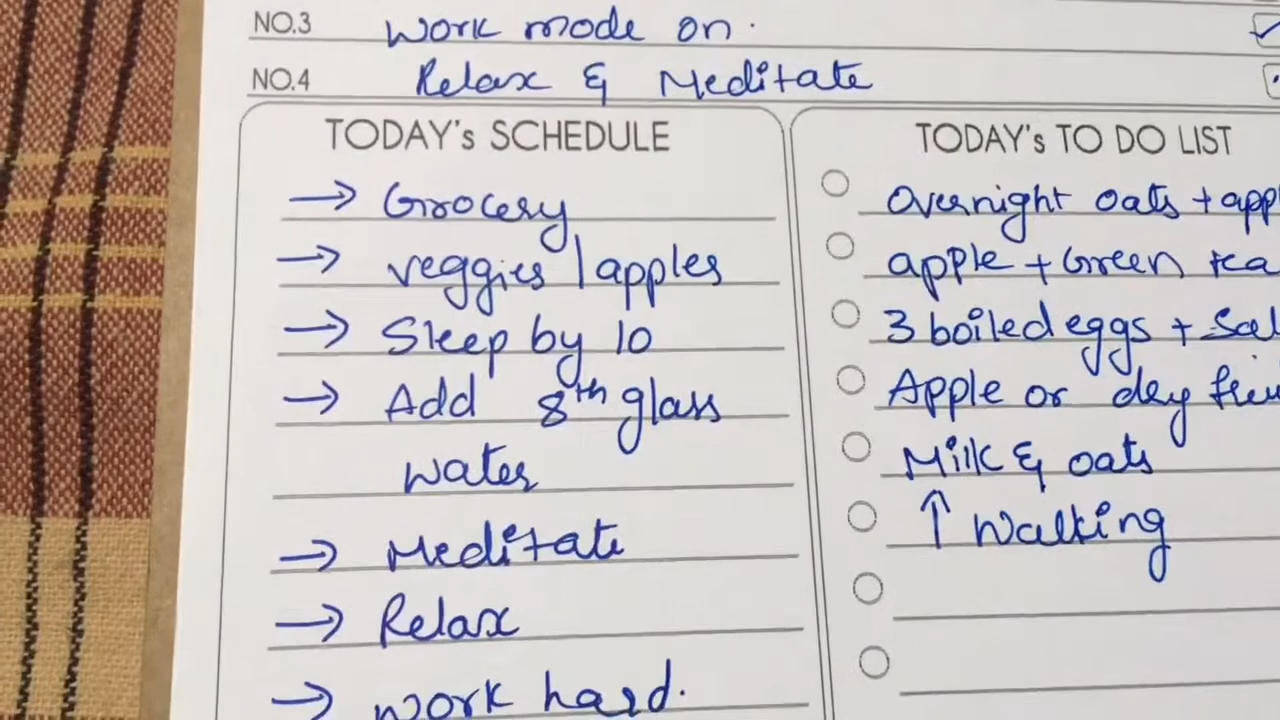 NO.3 Work mode on.
NO.4 Relax & Meditate
TODAY's SCHEDULE
→ Grocery
→ veggies | apples
→ Sleep by 10
→ Add 8th glass
water
→ Meditate
→ Relax
→ work hard.
TODAY's TO DO LIST
Overnight oats +
apple + Green tea
3 boiled eggs +
Apple or dry
Milk & oats
↑ Walking